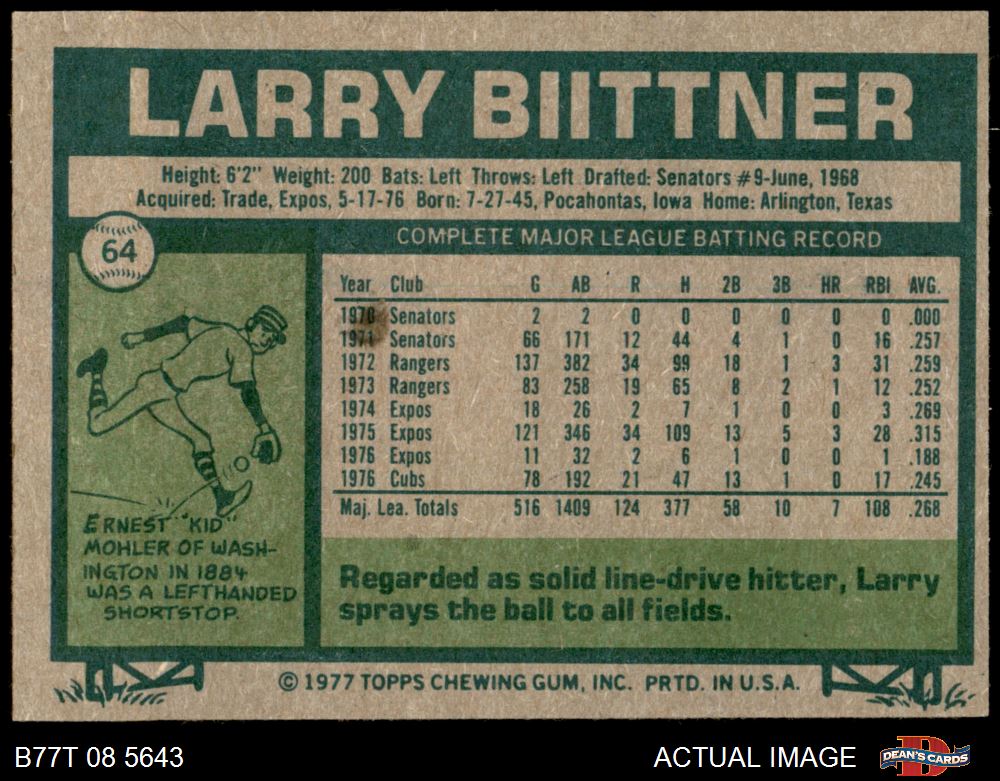 LARRY BIITTNER
Height: 6'2" Weight: 200 Bats: Left Throws: Left Drafted: Senators #9-June, 1968
Acquired: Trade, Expos, 5-17-76 Born: 7-27-45, Pocahontas, Iowa Home: Arlington, Texas
64
COMPLETE MAJOR LEAGUE BATTING RECORD
Year Club G AB R H 2B 3B HR RBI AVG.
1970 Senators 2 2 0 0 0 0 0 0 .000
1971 Senators 66 171 12 44 4 1 0 16 .257
1972 Rangers 137 382 34 99 18 1 3 31 .259
1973 Rangers 83 258 19 65 8 2 1 12 .252
1974 Expos 18 26 2 7 1 0 0 3 .269
1975 Expos 121 346 34 109 13 5 3 28 .315
1976 Expos 11 32 2 6 1 0 0 1 .188
1976 Cubs 78 192 21 47 13 1 0 17 .245
Maj. Lea. Totals 516 1409 124 377 58 10 7 108 .268
ERNEST "KID"
MOHLER OF WASH-
INGTON IN 1884
WAS A LEFTHANDED
SHORTSTOP.
Regarded as solid line-drive hitter, Larry
sprays the ball to all fields.
© 1977 TOPPS CHEWING GUM, INC. PRTD. IN U.S.A.
B77T 08 5643
ACTUAL IMAGE
DEAN'S CARDS